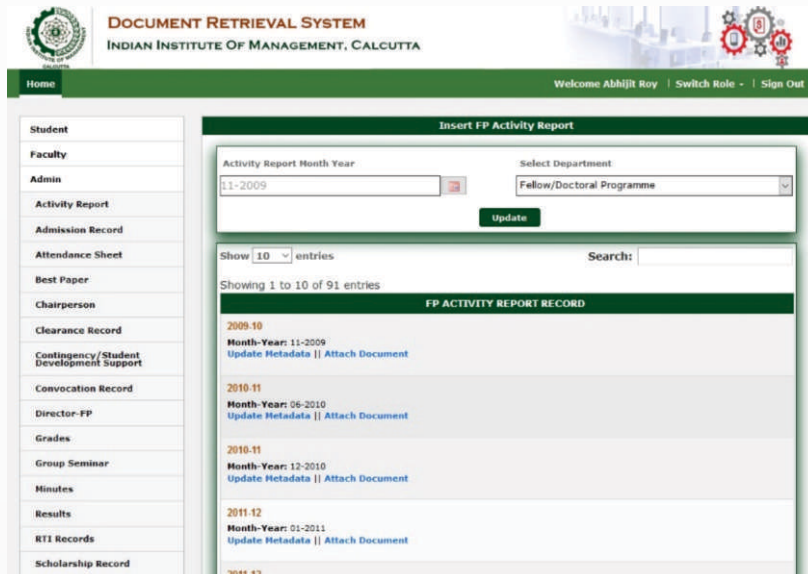 DOCUMENT RETRIEVAL SYSTEM
INDIAN INSTITUTE OF MANAGEMENT, CALCUTTA
CALCUTTA
Home
Welcome Abhijit Roy | Switch Role - | Sign Out
Student
Faculty
Admin
Activity Report
Admission Record
Attendance Sheet
Best Paper
Chairperson
Clearance Record
Contingency/Student
Development Support
Convocation Record
Director-FP
Grades
Group Seminar
Minutes
Results
RTI Records
Scholarship Record
Insert FP Activity Report
Activity Report Month Year
Select Department
11-2009
Fellow/Doctoral Programme
Update
Show 10 entries
Search:
Showing 1 to 10 of 91 entries
FP ACTIVITY REPORT RECORD
2009-10
Month-Year: 11-2009
Update Metadata || Attach Document
2010-11
Month-Year: 06-2010
Update Metadata || Attach Document
2010-11
Month-Year: 12-2010
Update Metadata || Attach Document
2011-12
Month-Year: 01-2011
Update Metadata || Attach Document